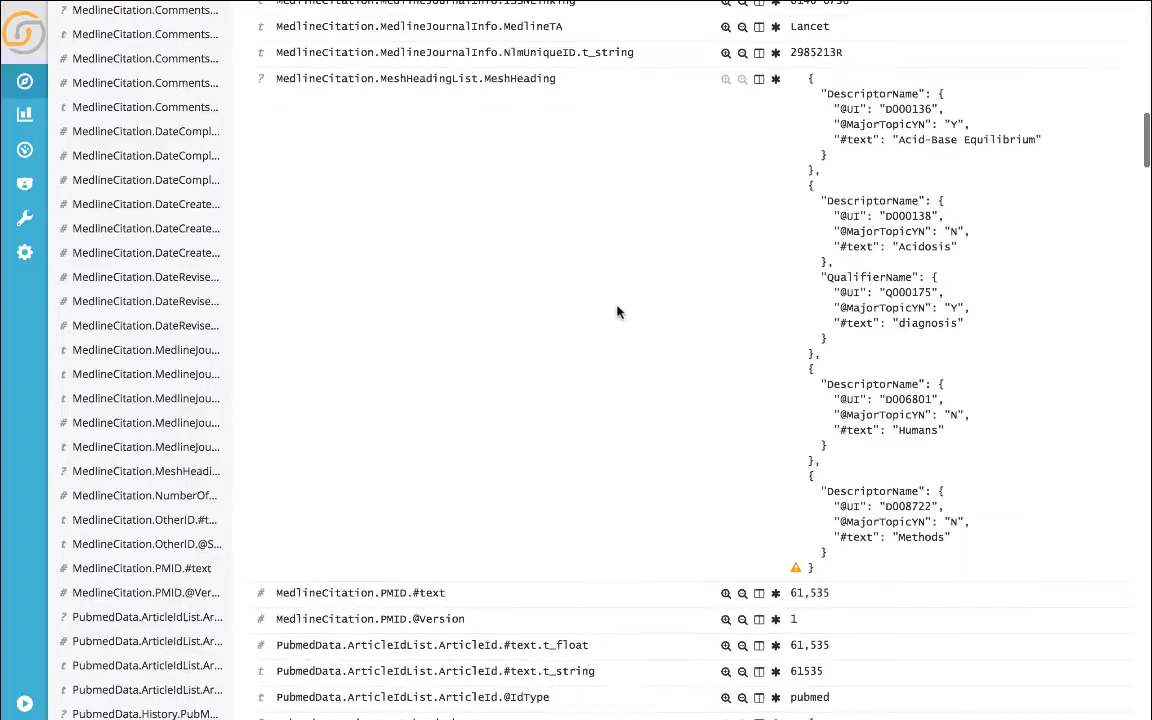 ? MedlineCitation.Comments...
t MedlineCitation.Comments...
# MedlineCitation.Comments...
# MedlineCitation.Comments...
t MedlineCitation.Comments...
# MedlineCitation.DateCompl...
# MedlineCitation.DateCompl...
# MedlineCitation.DateCompl...
# MedlineCitation.DateCreate...
# MedlineCitation.DateCreate...
# MedlineCitation.DateCreate...
# MedlineCitation.DateRevise...
# MedlineCitation.DateRevise...
# MedlineCitation.DateRevise...
t MedlineCitation.MedlineJou...
t MedlineCitation.MedlineJou...
t MedlineCitation.MedlineJou...
# MedlineCitation.MedlineJou...
t MedlineCitation.MedlineJou...
? MedlineCitation.MeshHeadi...
# MedlineCitation.NumberOf...
t MedlineCitation.OtherID.#t...
t MedlineCitation.OtherID.@S...
# MedlineCitation.PMID.#text
# MedlineCitation.PMID.@Ver...
? PubmedData.ArticleIdList.Ar...
# PubmedData.ArticleIdList.Ar...
t PubmedData.ArticleIdList.Ar...
t PubmedData.ArticleIdList.Ar...
? PubmedData.History.PubM...
t MedlineCitation.MedlineJournalInfo.ISSNLinking
t MedlineCitation.MedlineJournalInfo.MedlineTA Lancet
t MedlineCitation.MedlineJournalInfo.NlmUniqueID.t_string 2985213R
? MedlineCitation.MeshHeadingList.MeshHeading {
"DescriptorName": {
"@UI": "D000136",
"@MajorTopicYN": "Y",
"#text": "Acid-Base Equilibrium"
}
},
{
"DescriptorName": {
"@UI": "D000138",
"@MajorTopicYN": "N",
"#text": "Acidosis"
},
"QualifierName": {
"@UI": "Q000175",
"@MajorTopicYN": "Y",
"#text": "diagnosis"
}
},
{
"DescriptorName": {
"@UI": "D006801",
"@MajorTopicYN": "N",
"#text": "Humans"
}
},
{
"DescriptorName": {
"@UI": "D008722",
"@MajorTopicYN": "N",
"#text": "Methods"
}
}
# MedlineCitation.PMID.#text 61,535
# MedlineCitation.PMID.@Version 1
# PubmedData.ArticleIdList.ArticleId.#text.t_float 61,535
t PubmedData.ArticleIdList.ArticleId.#text.t_string 61535
t PubmedData.ArticleIdList.ArticleId.@IdType pubmed